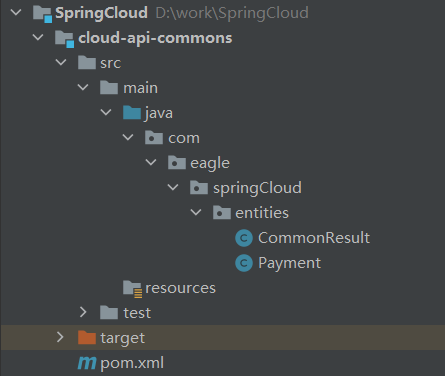 SpringCloud D:\work\SpringCloud
cloud-api-commons
src
main
java
com
eagle
springCloud
entities
CommonResult
Payment
resources
test
target
pom.xml